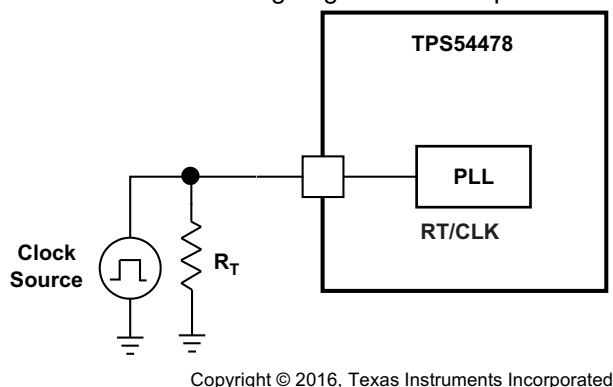 TPS54478
PLL
RT/CLK
Clock
Source
RT
Copyright © 2016, Texas Instruments Incorporated